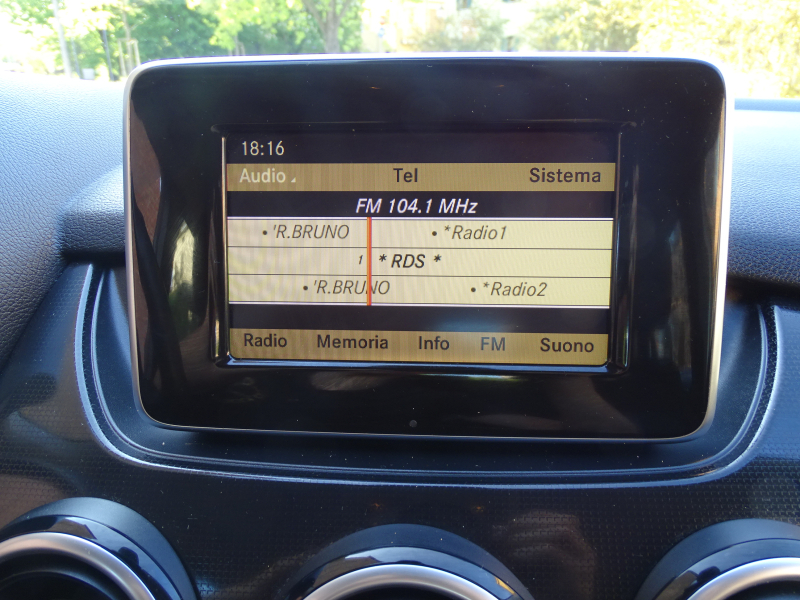 18:16
Audio Tel Sistema
FM 104.1 MHz
•'R.BRUNO •*Radio1
1 * RDS *
•'R.BRUNO •*Radio2
Radio Memoria Info FM Suono